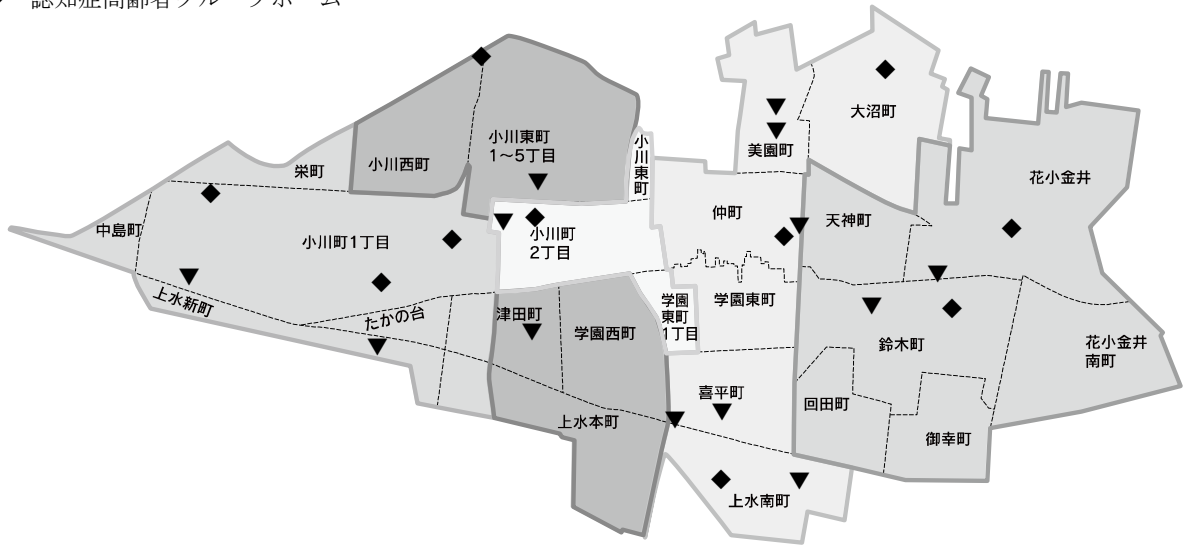 認知症高齢者グループホーム
大沼町
小川東町
1～5丁目
美園町
小川東町
小川西町
栄町
花小金井
仲町
天神町
中島町
小川町1丁目
小川町
2丁目
上水新町
たかの台
津田町
学園西町
学園
東町
1丁目
学園東町
鈴木町
花小金井
南町
喜平町
回田町
上水本町
御幸町
上水南町